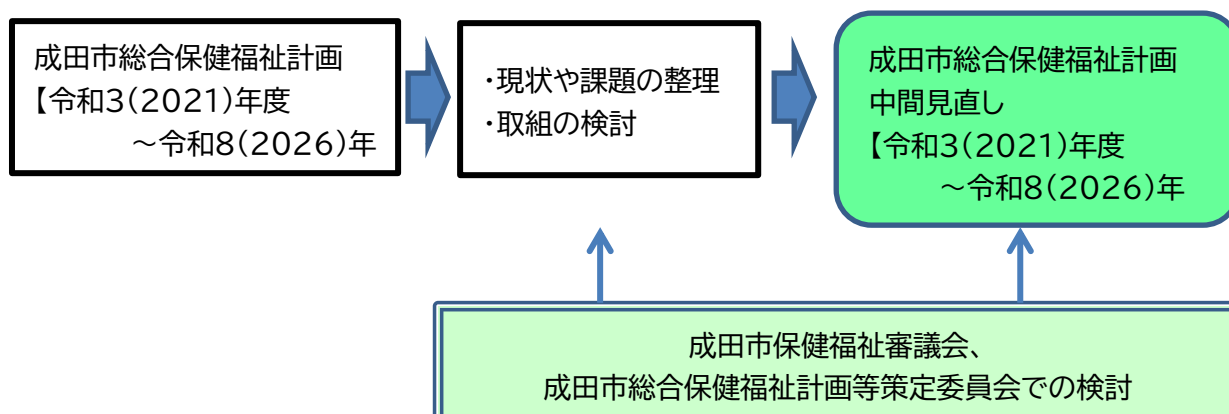 成田市総合保健福祉計画
【令和3(2021)年度
～令和8(2026)年
・現状や課題の整理
・取組の検討
成田市総合保健福祉計画
中間見直し
【令和3(2021)年度
～令和8(2026)年
成田市保健福祉審議会、
成田市総合保健福祉計画等策定委員会での検討